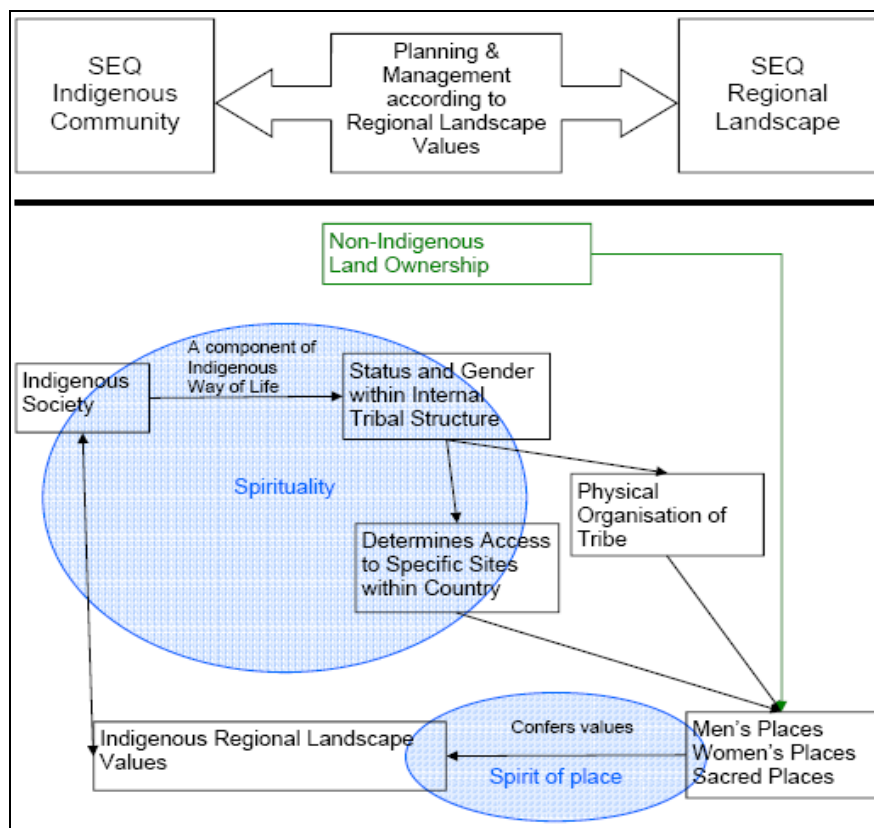 SEQ
Indigenous
Community
Planning &
Management
according to
Regional Landscape
Values
SEQ
Regional
Landscape
Non-Indigenous
Land Ownership
A component of
Indigenous
Way of Life
Indigenous
Society
Status and Gender
within Internal
Tribal Structure
Spirituality
Physical
Organisation of
Tribe
Determines Access
to Specific Sites
within Country
Indigenous Regional Landscape
Values
Confers values
Spirit of place
Men's Places
Women's Places
Sacred Places